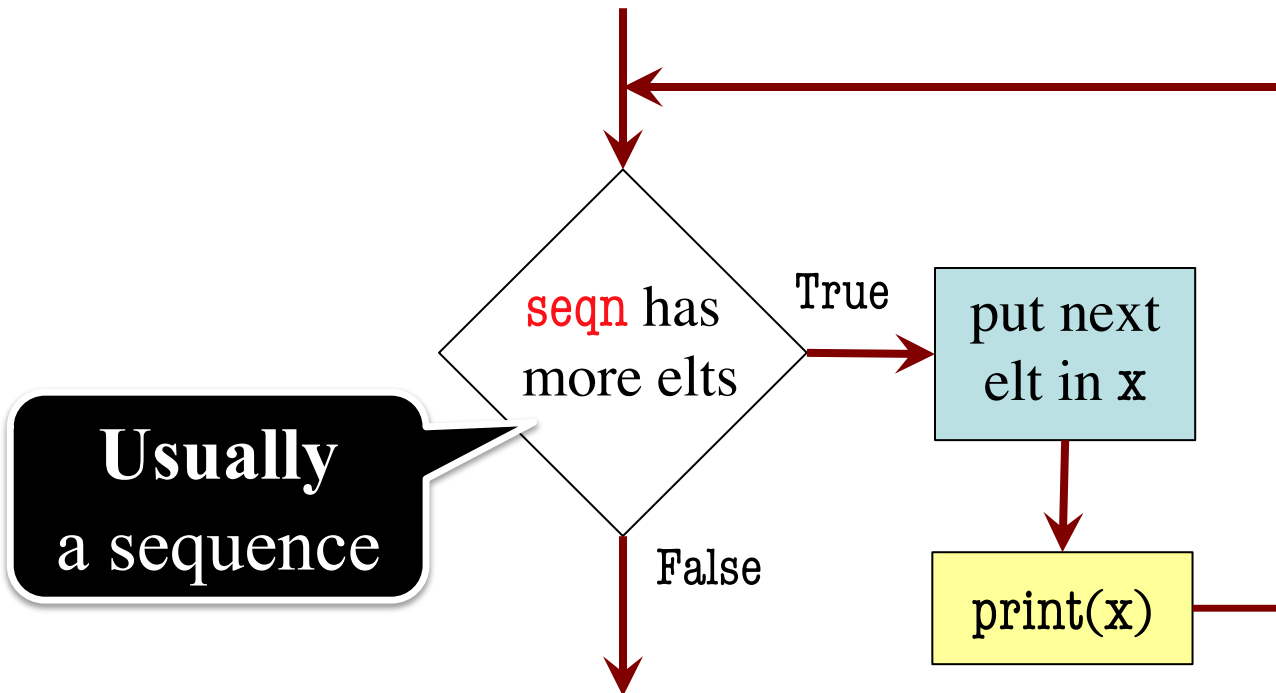 seqn has
more elts
True
put next
elt in x
Usually
a sequence
False
print(x)